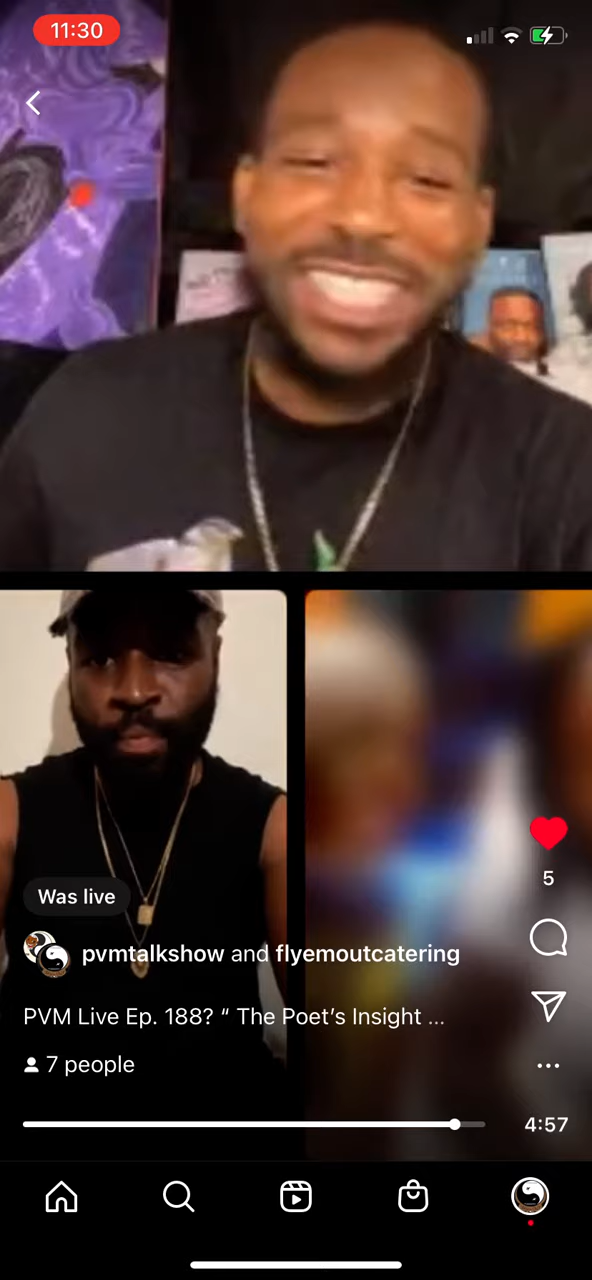 11:30
Was live
pvmtalkshow and flyemoutcatering
5
PVM Live Ep. 188? “ The Poet’s Insight ...
7 people
4:57